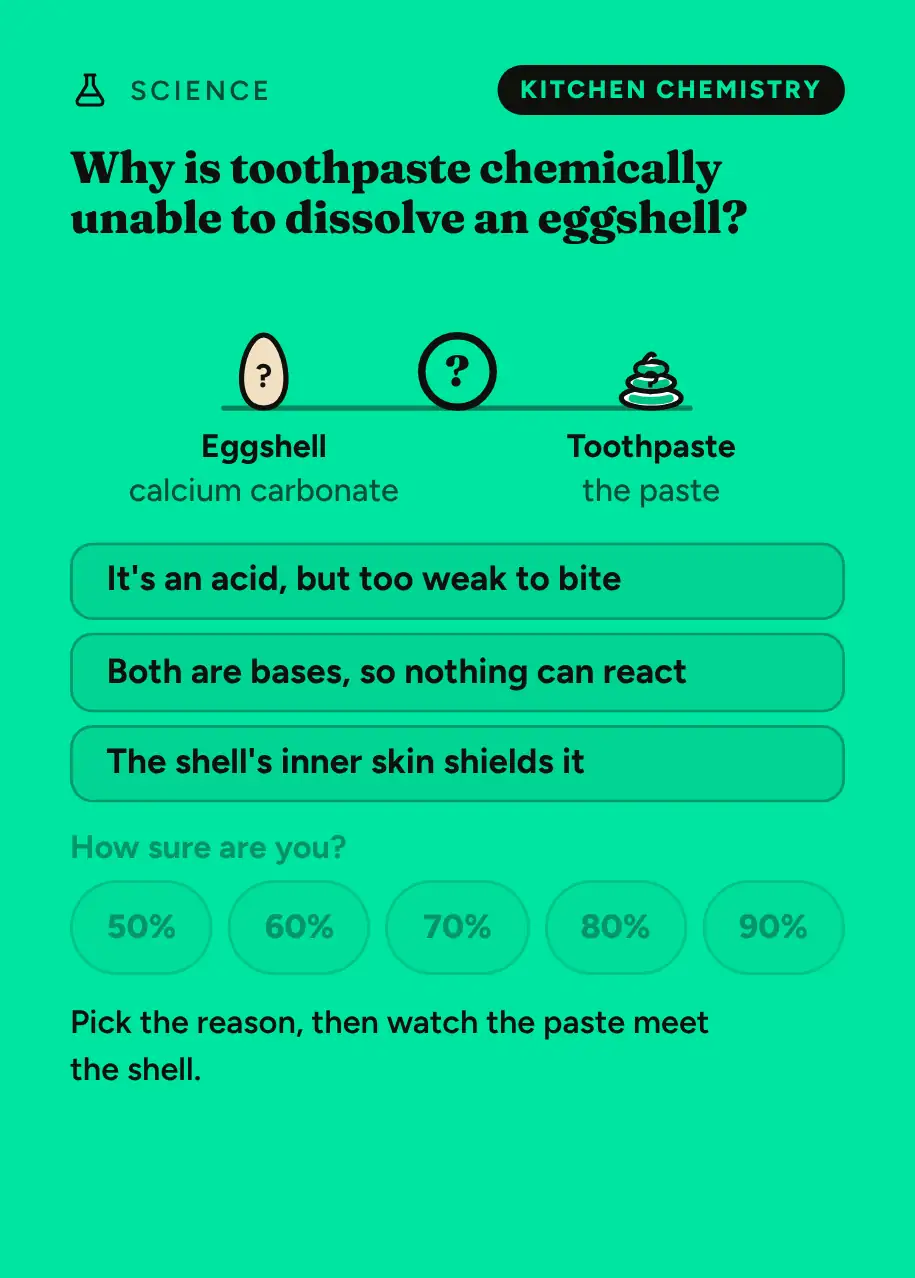 SCIENCE
KITCHEN CHEMISTRY
Why is toothpaste chemically
unable to dissolve an eggshell?
?
?
?
Eggshell
Toothpaste
calcium carbonate
the paste
It's an acid, but too weak to bite
Both are bases, so nothing can react
The shell's inner skin shields it
How sure are you?
50%
60%
70%
80%
90%
Pick the reason, then watch the paste meet
the shell.